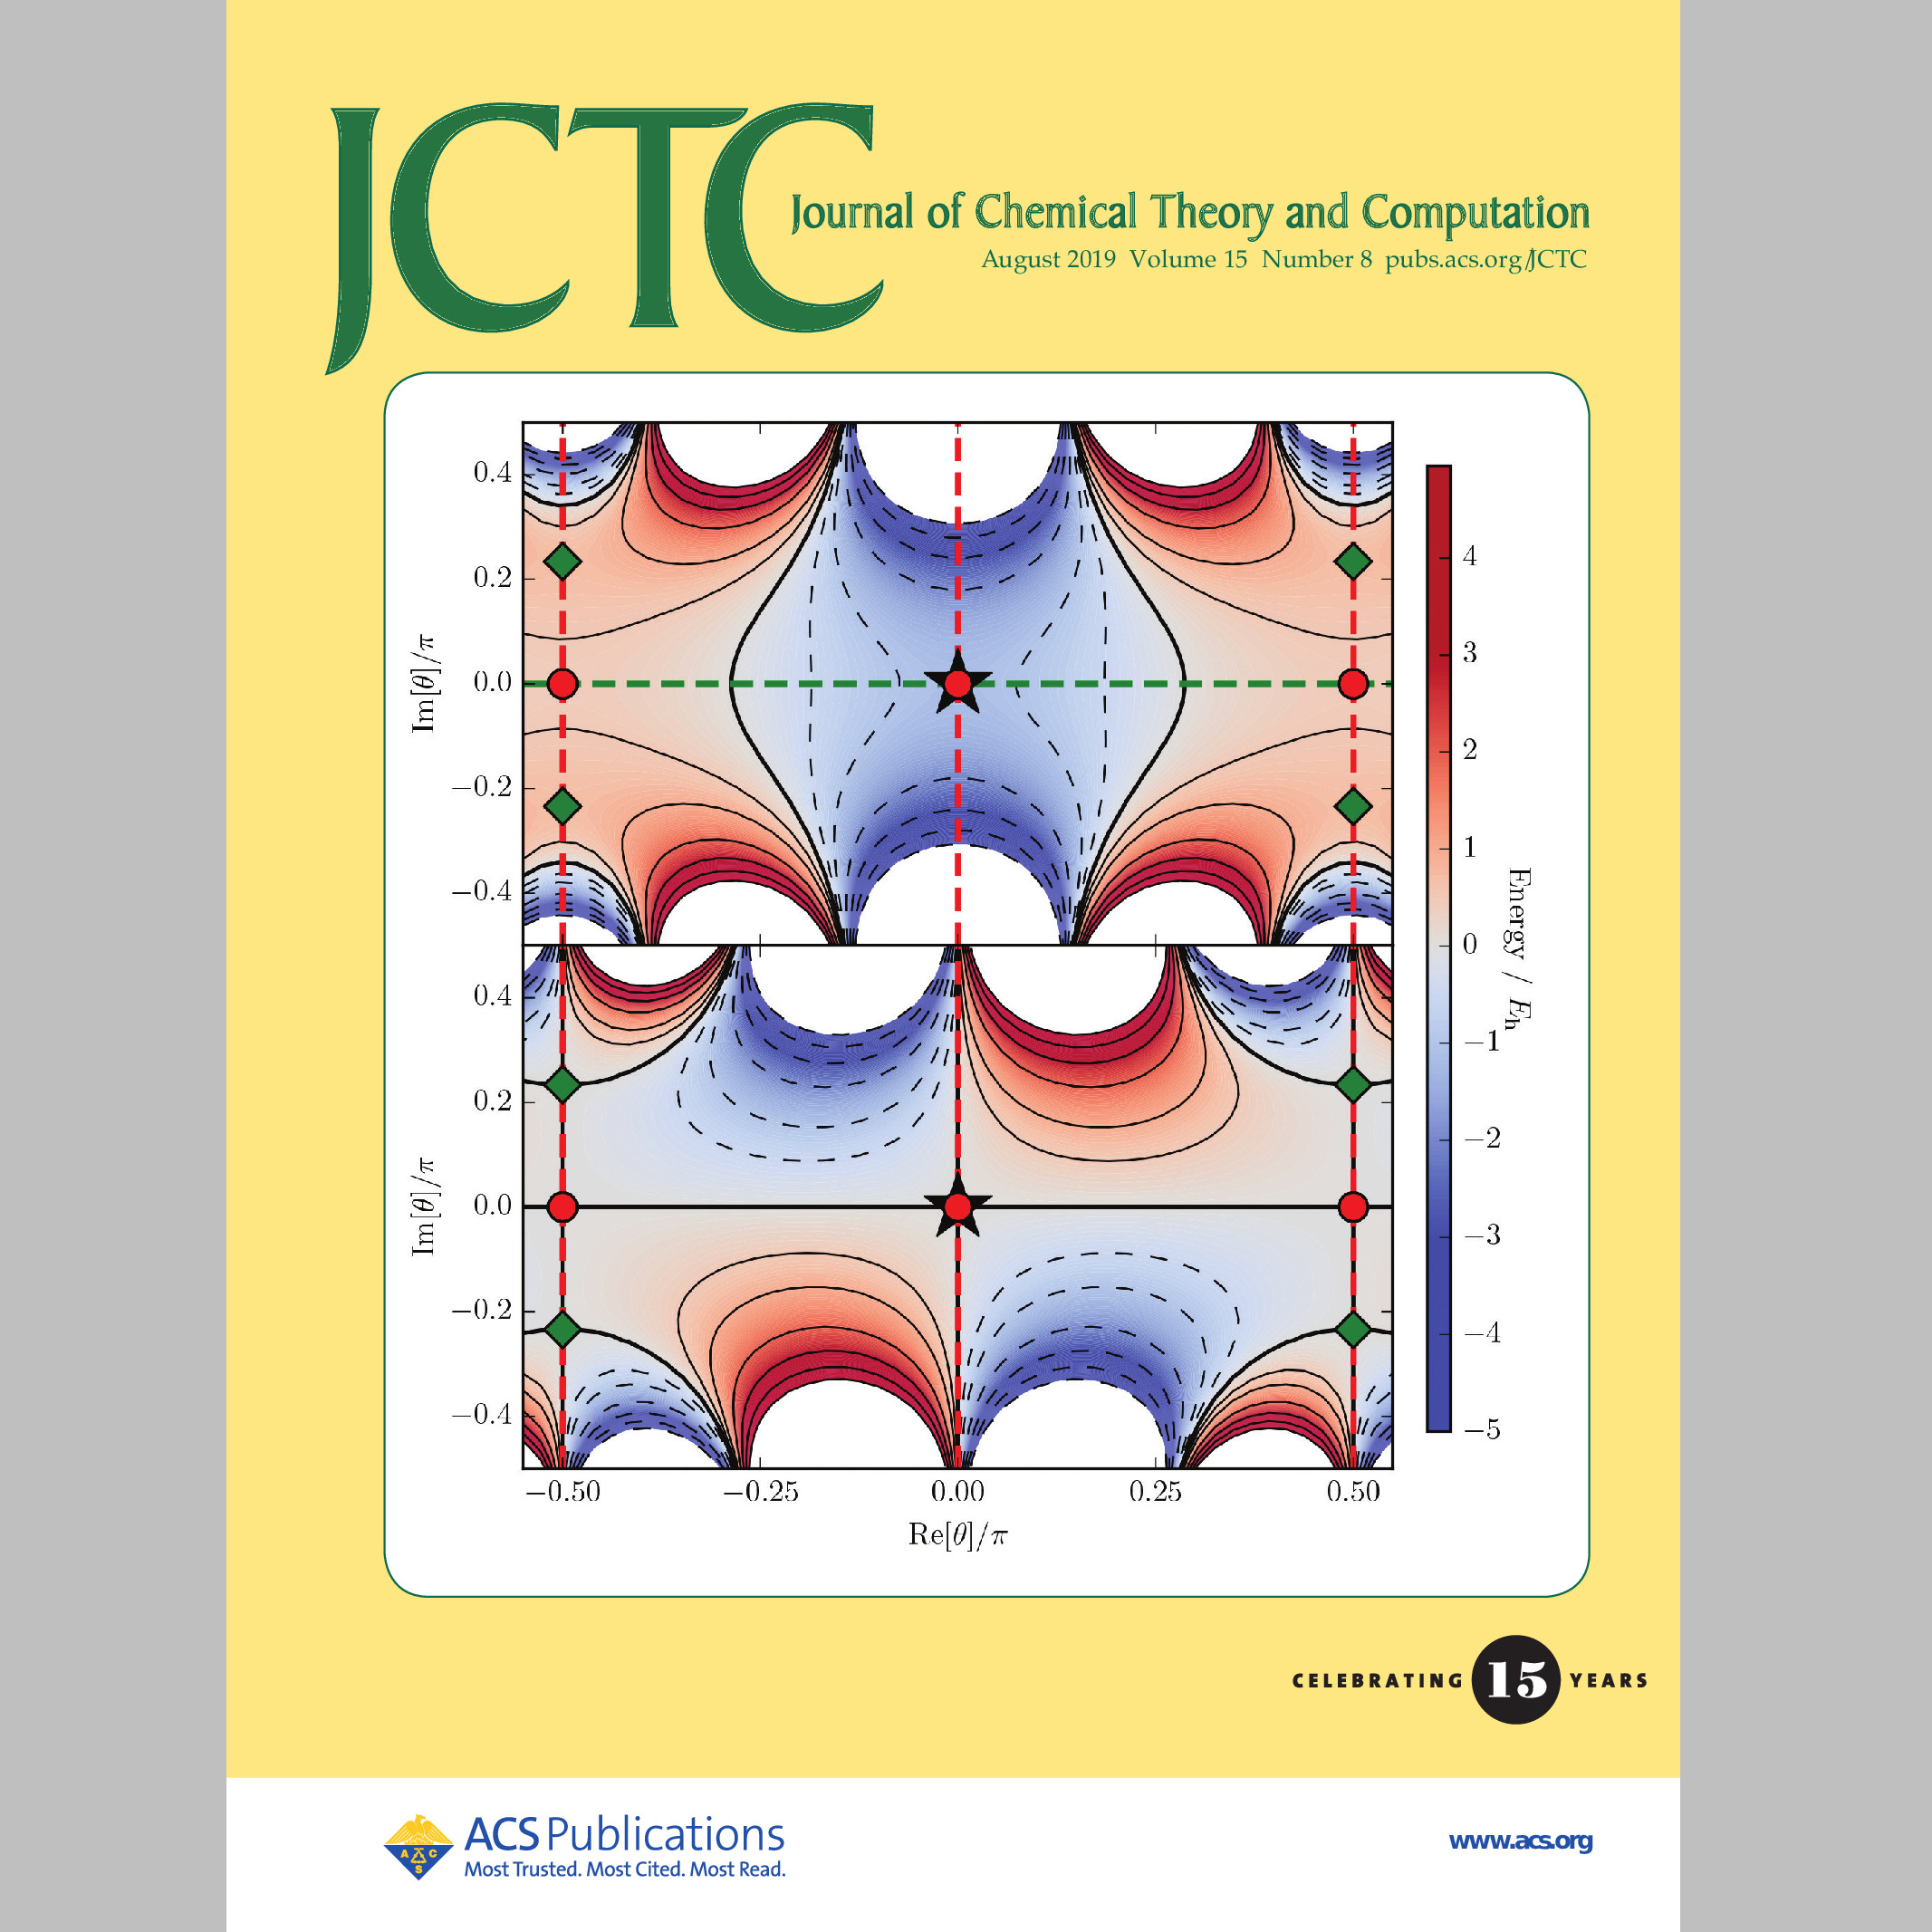 JCTC
Journal of Chemical Theory and Computation
August 2019 Volume 15 Number 8 pubs.acs.org/JCTC
0.4
0.2
0.0
−0.2
−0.4
Im[θ]/π
0.4
0.2
0.0
−0.2
−0.4
Im[θ]/π
−0.50 −0.25 0.00 0.25 0.50
Re[θ]/π
4
3
2
1
0
−1
−2
−3
−4
−5
Energy / Eh
CELEBRATING 15 YEARS
A C S
ACS Publications
Most Trusted. Most Cited. Most Read.
www.acs.org